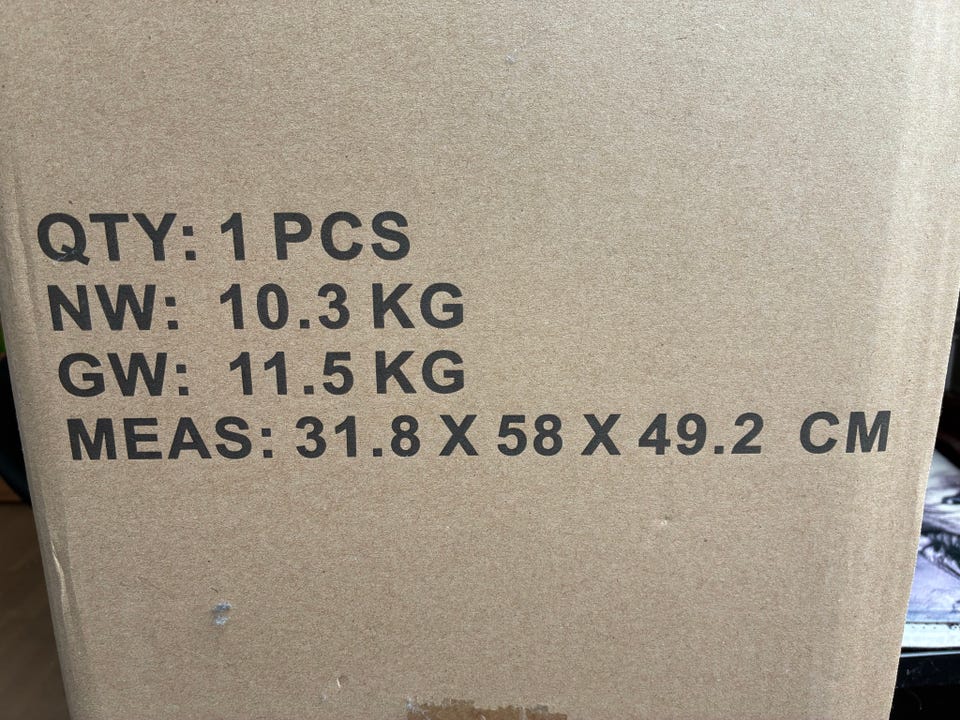 QTY: 1 PCS
NW: 10.3 KG
GW: 11.5 KG
MEAS: 31.8 X 58 X 49.2 CM